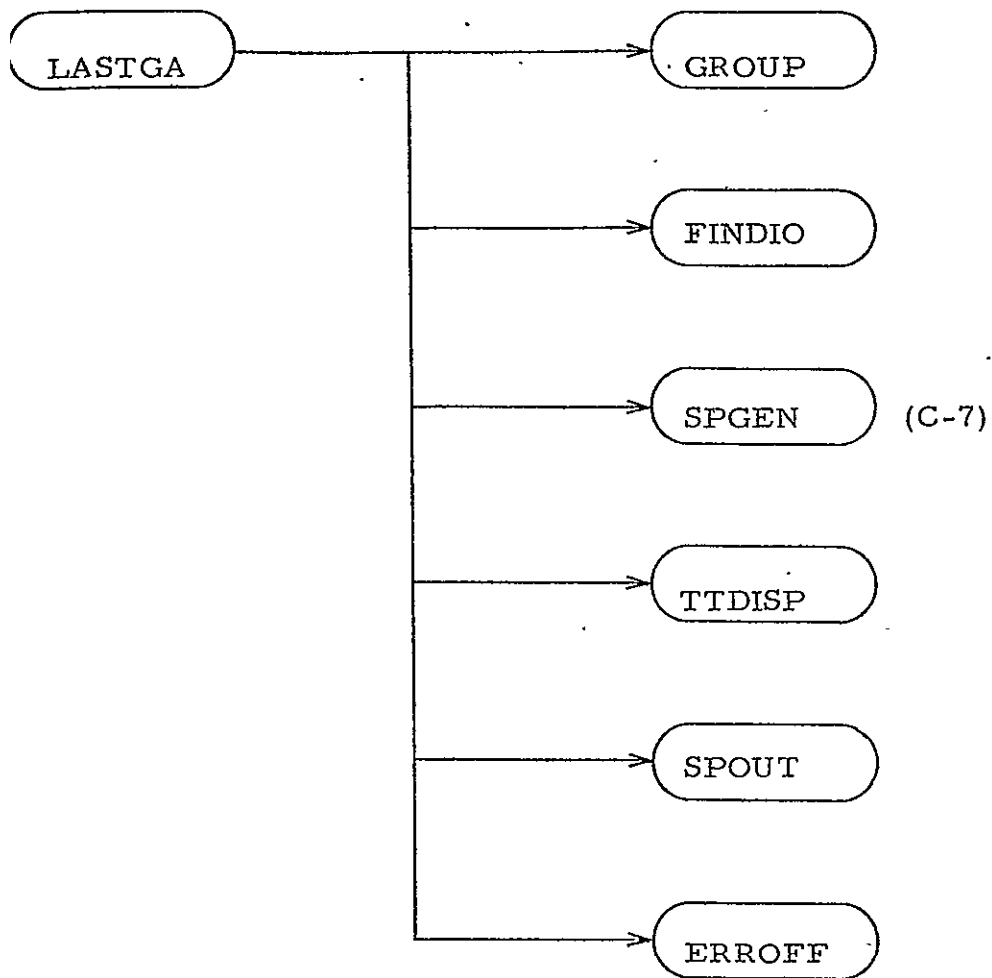 LASTGA
GROUP
FINDIO
SPGEN (C-7)
TTDISP
SPOUT
ERROFF